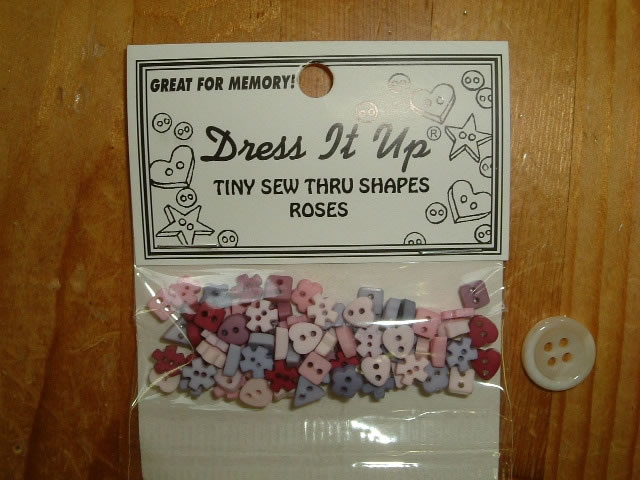 GREAT FOR MEMORY!
Dress It Up®
TINY SEW THRU SHAPES
ROSES